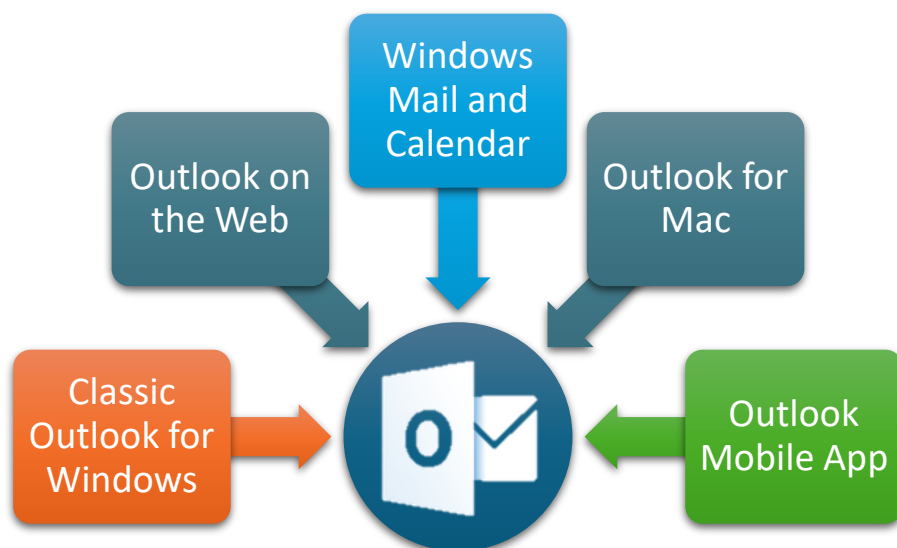 Windows
Mail and
Calendar
Outlook on
the Web
Outlook for
Mac
Classic
Outlook for
Windows
O
Outlook
Mobile App